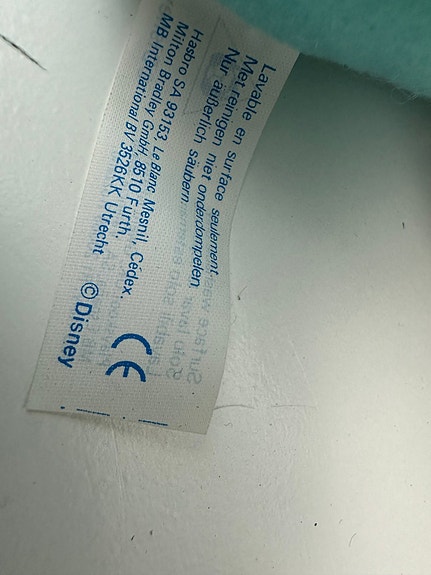 Lavable en surface seulement.
Met reinigen niet onderdompelen
Nur äußerlich säubern
Hasbro SA 93153, Le Blanc Mesnil, Cédex.
Milton Bradley GmbH, 8510 Furth.
MB International BV 3526KK Utrecht
CE
©Disney